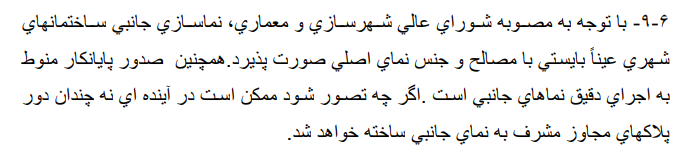 ۹-۶- با توجه به مصوبه شوراي عالي شهرسازي و معماري، نماسازي جانبي ساختمانهاي
شهري عيناً بايستي با مصالح و جنس نماي اصلي صورت پذيرد.همچنين صدور پايانكار منوط
به اجراي دقيق نماهاي جانبي است .اگر چه تصور شود ممكن است در آينده اي نه چندان دور
پلاكهاي مجاوز مشرف به نماي جانبي ساخته خواهد شد.